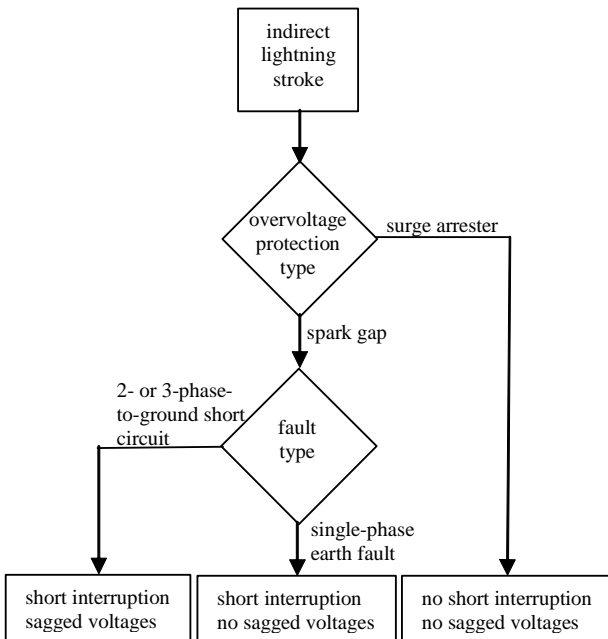 indirect
lightning
stroke
overvoltage
protection
type
surge arrester
spark gap
2- or 3-phase-
to-ground short
circuit
fault
type
single-phase
earth fault
short interruption
sagged voltages
short interruption
no sagged voltages
no short interruption
no sagged voltages